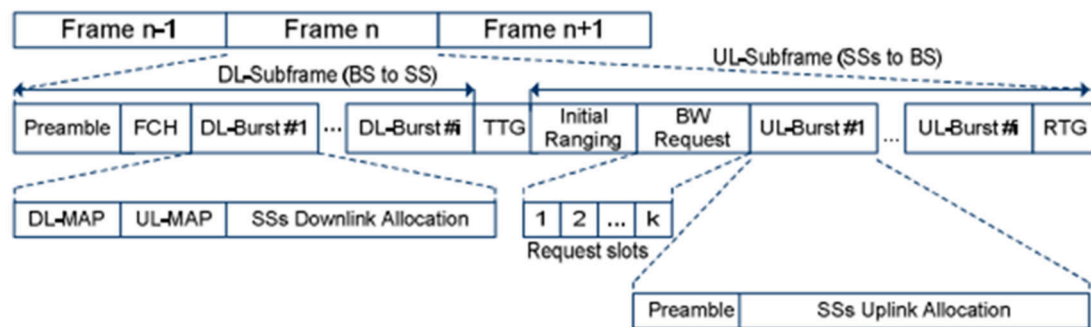 Frame n-1 Frame n Frame n+1
UL-Subframe (SSs to BS)
DL-Subframe (BS to SS)
Preamble FCH DL-Burst #1 ... DL-Burst #i TTG Initial Ranging BW Request UL-Burst #1 ... UL-Burst #i RTG
DL-MAP UL-MAP SSs Downlink Allocation 1 2 ... k
Request slots
Preamble SSs Uplink Allocation